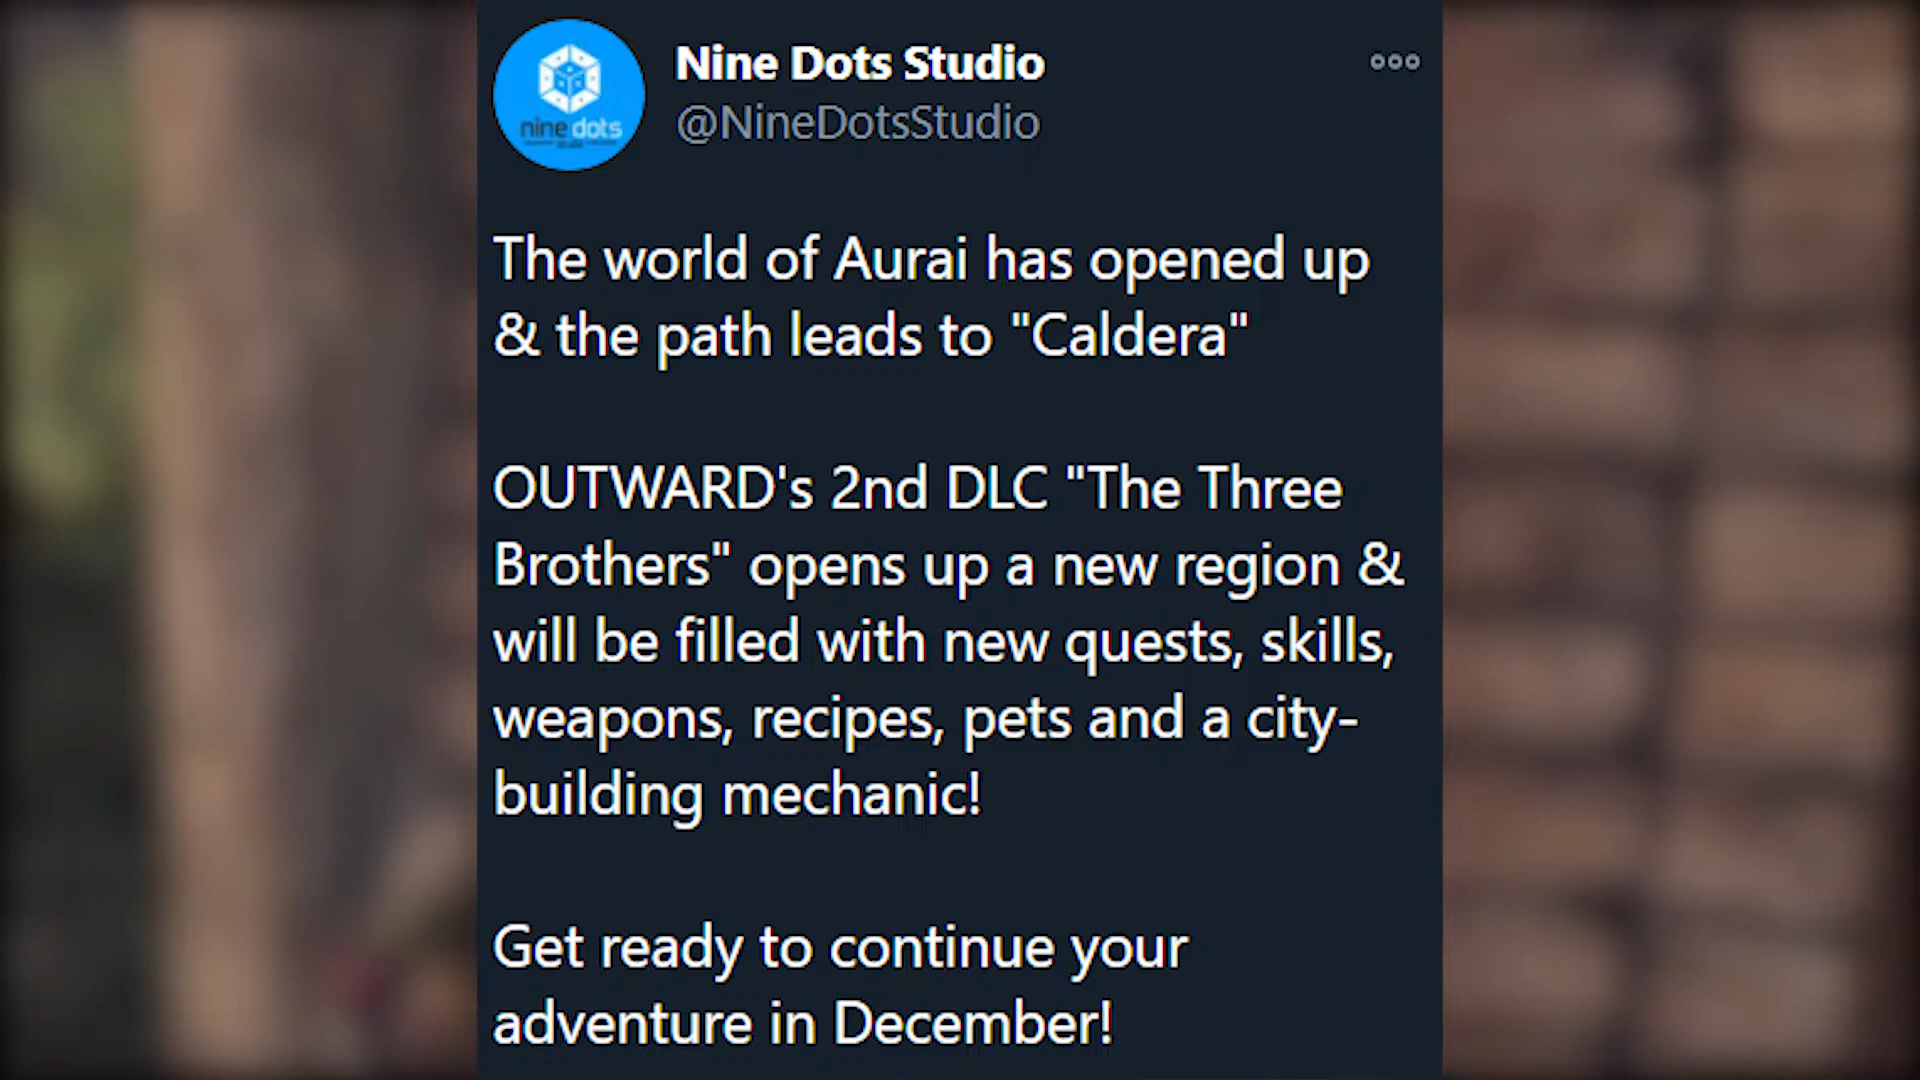 Nine Dots Studio
@NineDotsStudio
nine dots
The world of Aurai has opened up
& the path leads to "Caldera"
OUTWARD's 2nd DLC "The Three
Brothers" opens up a new region &
will be filled with new quests, skills,
weapons, recipes, pets and a city-
building mechanic!
Get ready to continue your
adventure in December!